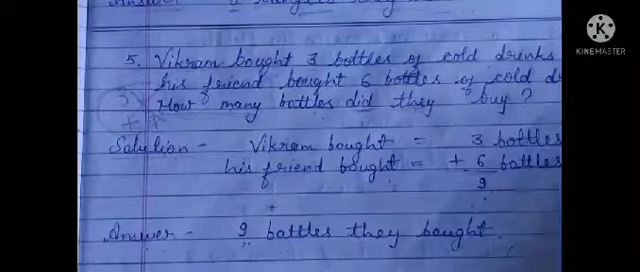 5. Vikram bought 3 bottles of cold drinks
his friend bought 6 bottles of cold d
How many bottles did they buy?
Solution - Vikram bought = 3 bottles
his friend bought = + 6 bottles
9
Answer - 9 bottles they bought.
KINEMASTER